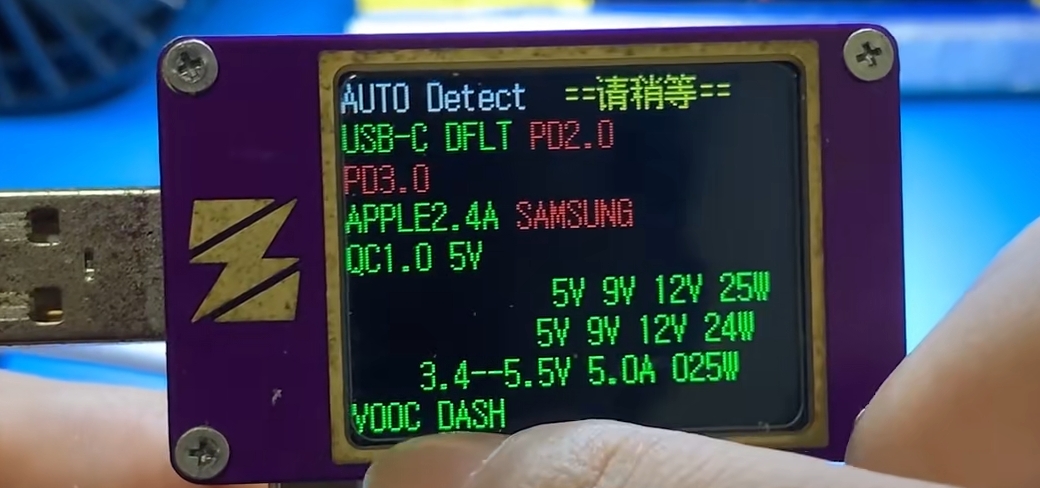 AUTO Detect ==请稍等==
USB-C DFLT PD2.0
PD3.0
APPLE2.4A SAMSUNG
QC1.0 5V
5V 9V 12V 25W
5V 9V 12V 24W
3.4--5.5V 5.0A 025W
VOOC DASH